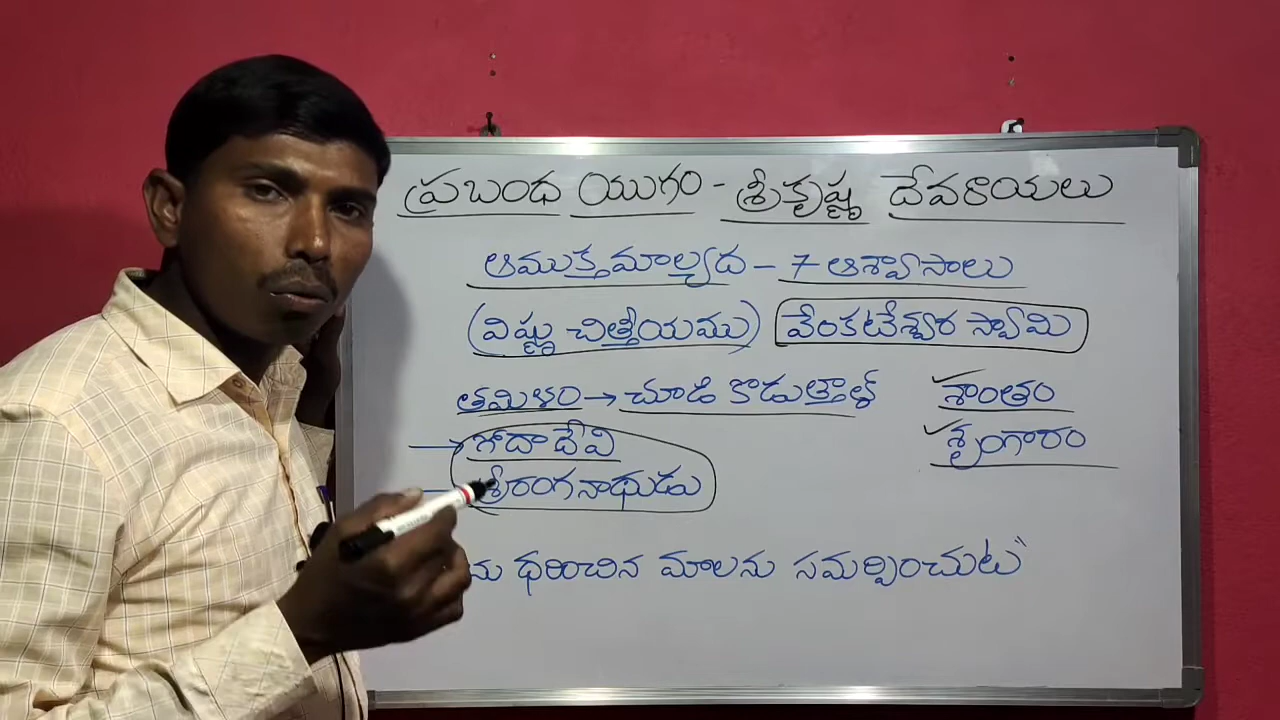 ప్రబంధ యుగం - శ్రీకృష్ణ దేవరాయలు
ఆముక్తమాల్యద - 7 ఆశ్వాసాలు
(విష్ణు చిత్తీయము) వేంకటేశ్వర స్వామి
తమిళం → చూడి కొడుత్తాళ్ శాంతం
→ గోదాదేవి శృంగారం
శ్రీరంగనాథుడు
ధరించిన మాలను సమర్పించుట"